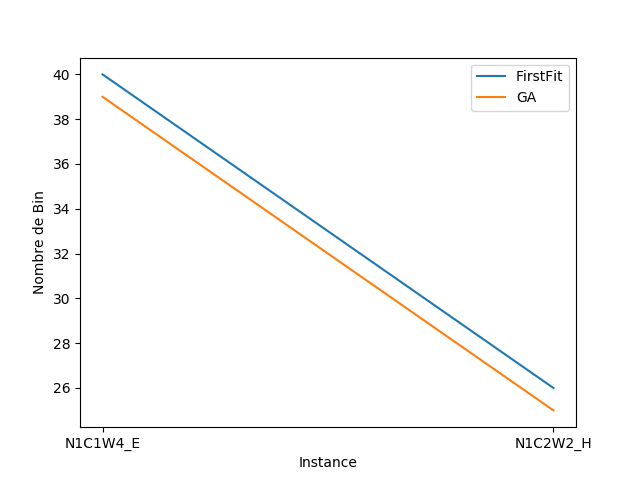 FirstFit
GA
40
38
36
34
32
30
28
26
Nombre de Bin
N1C1W4_E
N1C2W2_H
Instance